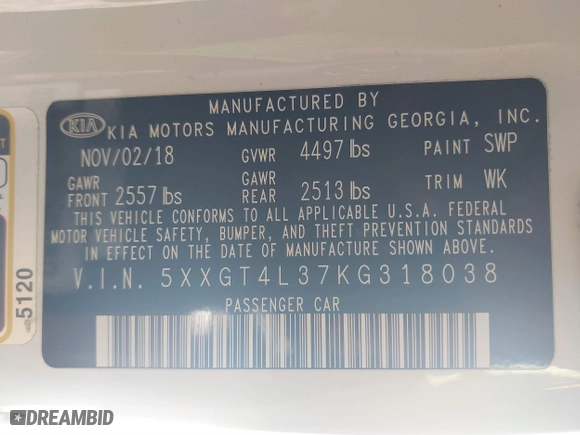 MANUFACTURED BY
KIA KIA MOTORS MANUFACTURING GEORGIA, INC.
NOV/02/18 GVWR 4497 lbs PAINT SWP
GAWR FRONT 2557 lbs GAWR REAR 2513 lbs TRIM WK
THIS VEHICLE CONFORMS TO ALL APPLICABLE U.S.A. FEDERAL
MOTOR VEHICLE SAFETY, BUMPER, AND THEFT PREVENTION STANDARDS
IN EFFECT ON THE DATE OF MANUFACTURE SHOWN ABOVE.
V.I.N. 5XXGT4L37KG318038
PASSENGER CAR
5120
DREAMBID